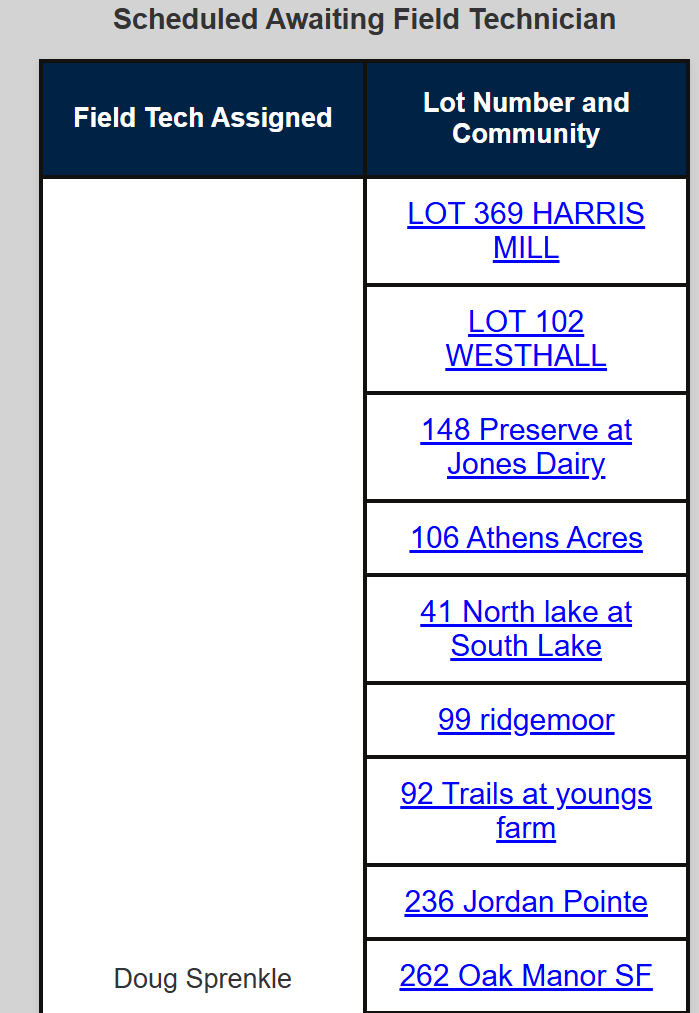 Scheduled Awaiting Field Technician
Field Tech Assigned
Lot Number and
Community
LOT 369 HARRIS
MILL
LOT 102
WESTHALL
148 Preserve at
Jones Dairy
106 Athens Acres
41 North lake at
South Lake
99 ridgemoor
92 Trails at youngs
farm
236 Jordan Pointe
Doug Sprenkle
262 Oak Manor SF